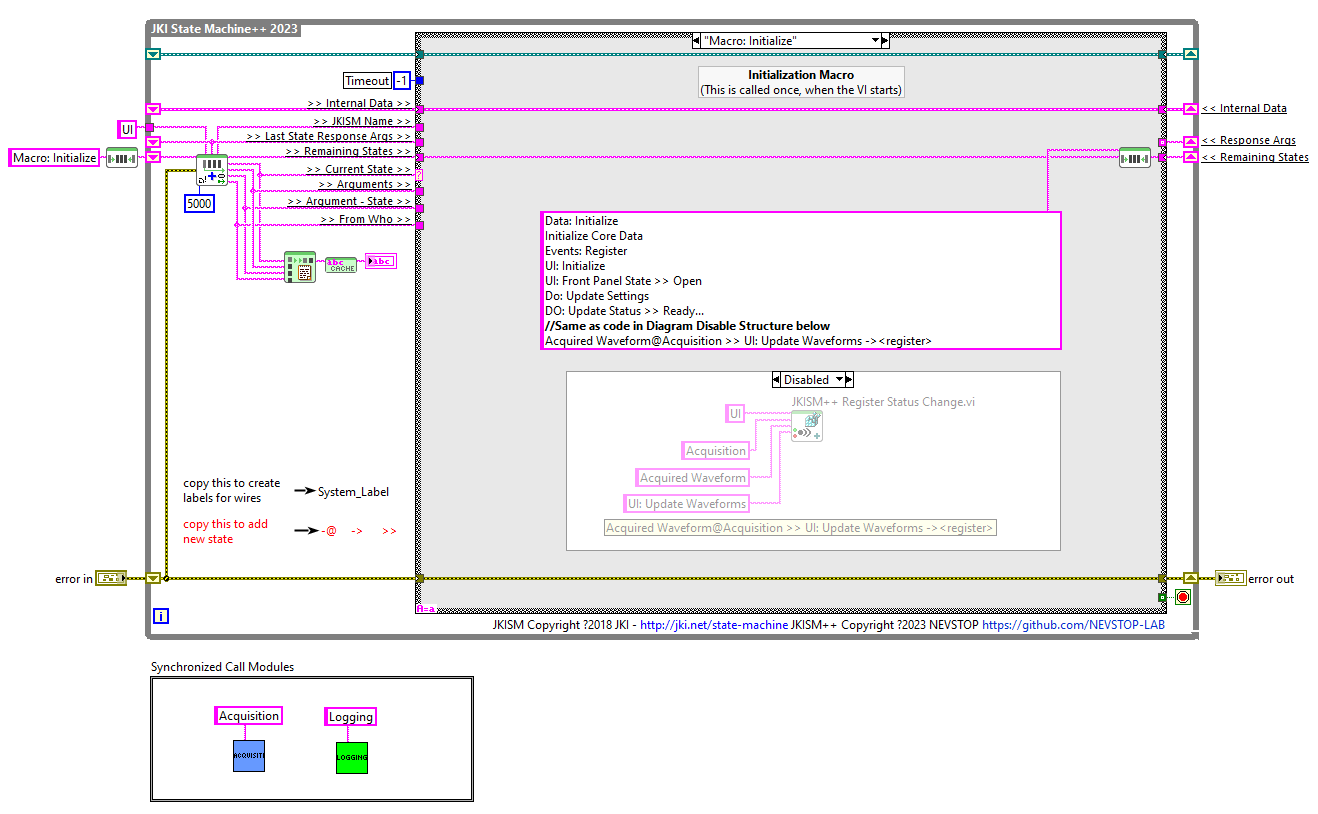 JKI State Machine++ 2023
"Macro: Initialize"
Timeout
-1
Initialization Macro
(This is called once, when the VI starts)
>> Internal Data >>
<< Internal Data
UI
>> JKISM Name >>
>> Last State Response Args >>
<< Response Args
Macro: Initialize
>> Remaining States >>
<< Remaining States
>> Current State >>
?
>> Arguments >>
5000
>> Argument - State >>
>> From Who >>
abc
CACHE
abc
Data: Initialize
Initialize Core Data
Events: Register
UI: Initialize
UI: Front Panel State >> Open
Do: Update Settings
DO: Update Status >> Ready...
//Same as code in Diagram Disable Structure below
Acquired Waveform@Acquisition >> UI: Update Waveforms -><register>
Disabled
JKISM++ Register Status Change.vi
UI
Acquisition
Acquired Waveform
UI: Update Waveforms
Acquired Waveform@Acquisition >> UI: Update Waveforms -><register>
copy this to create
labels for wires
System_Label
copy this to add
new state
-@ -> >>
error in
error out
i
A=a
JKISM Copyright ?2018 JKI - http://jki.net/state-machine JKISM++ Copyright ?2023 NEVSTOP https://github.com/NEVSTOP-LAB
Synchronized Call Modules
Acquisition
Logging
ACQUISITI
LOGGING